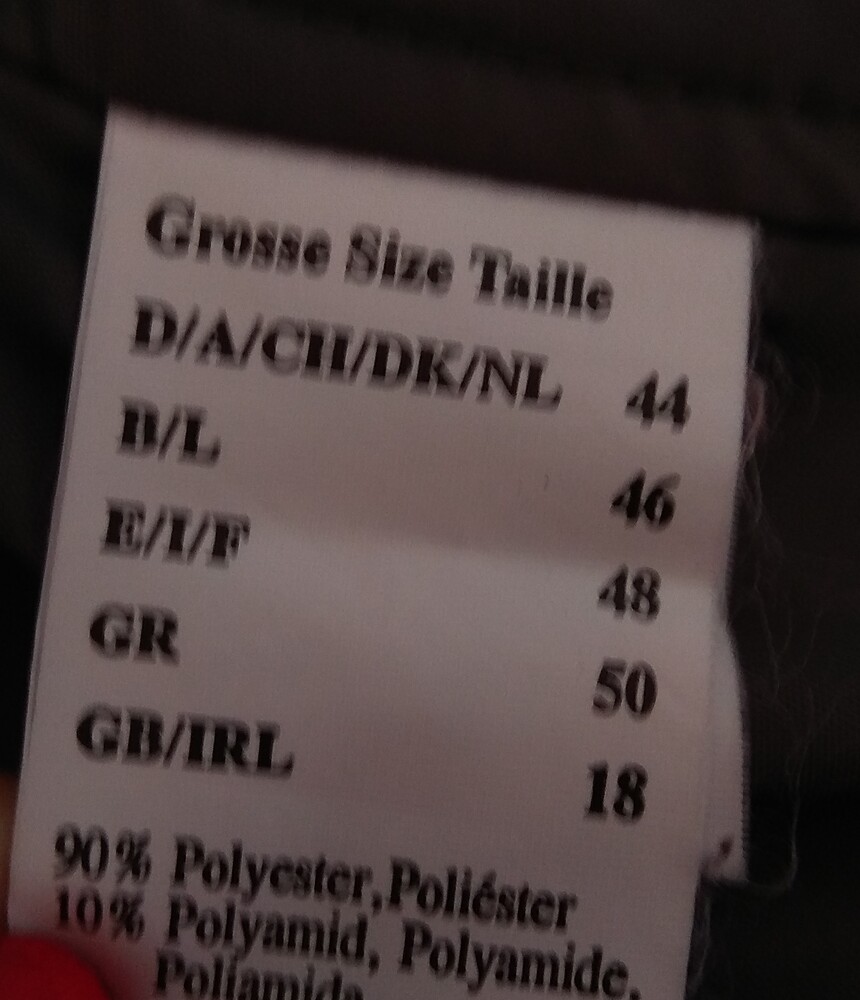 Grosse Size Taille
D/A/CH/DK/NL 44
B/L 46
E/I/F 48
GR 50
GB/IRL 18
90% Polyester,Poliéster
10% Polyamid, Polyamide,
Poliamida